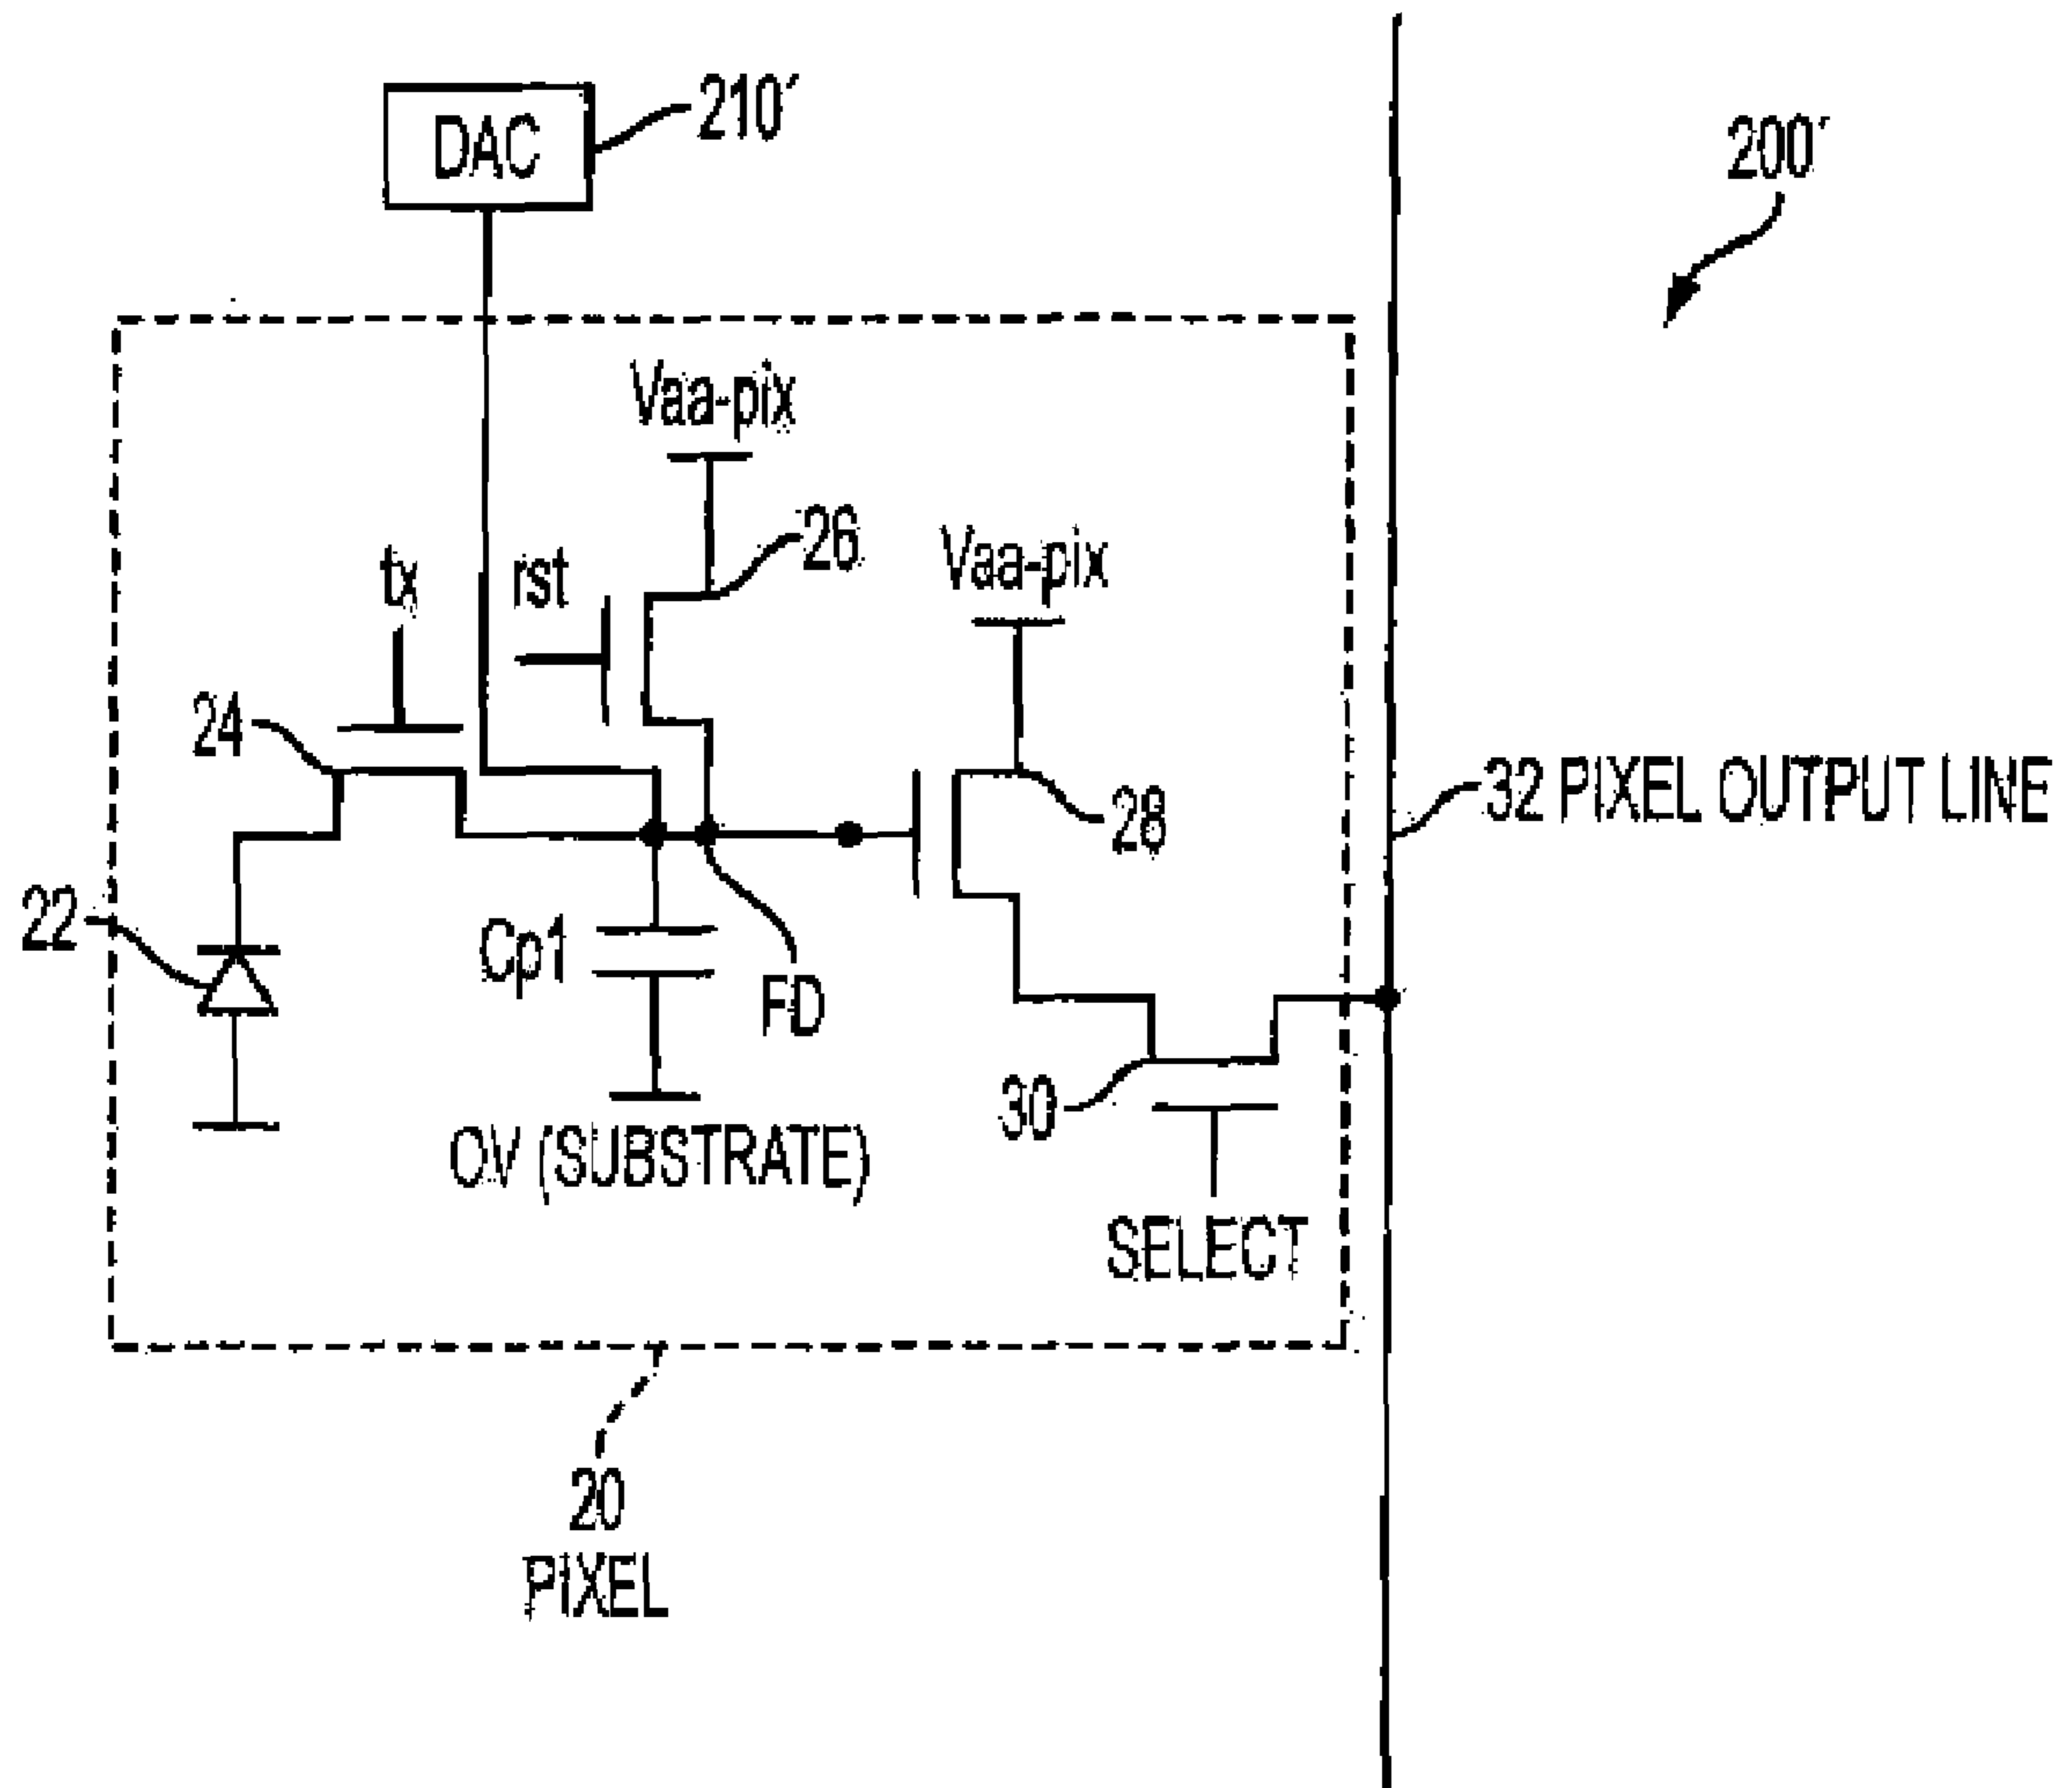 DAC
210´
200´
Vaa-pix
26
tx
rst
Vaa-pix
24
28
32 PIXEL OUTPUT LINE
22
Cp1
FD
30
OV (SUBSTRATE)
SELECT
20
PIXEL